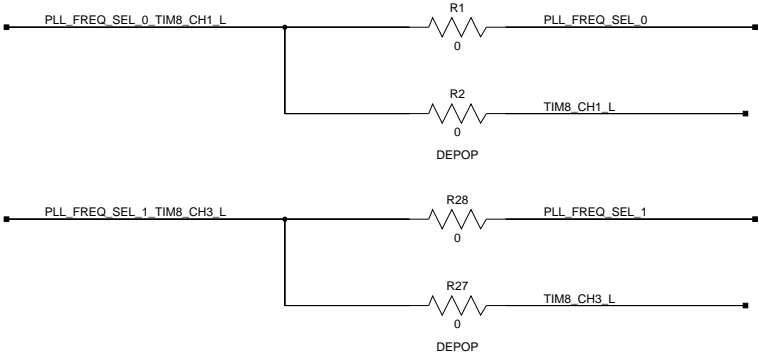 R1
PLL_FREQ_SEL_0_TIM8_CH1_L
PLL_FREQ_SEL_0
0
R2
TIM8_CH1_L
0
DEPOP
R28
PLL_FREQ_SEL_1_TIM8_CH3_L
PLL_FREQ_SEL_1
0
R27
TIM8_CH3_L
0
DEPOP